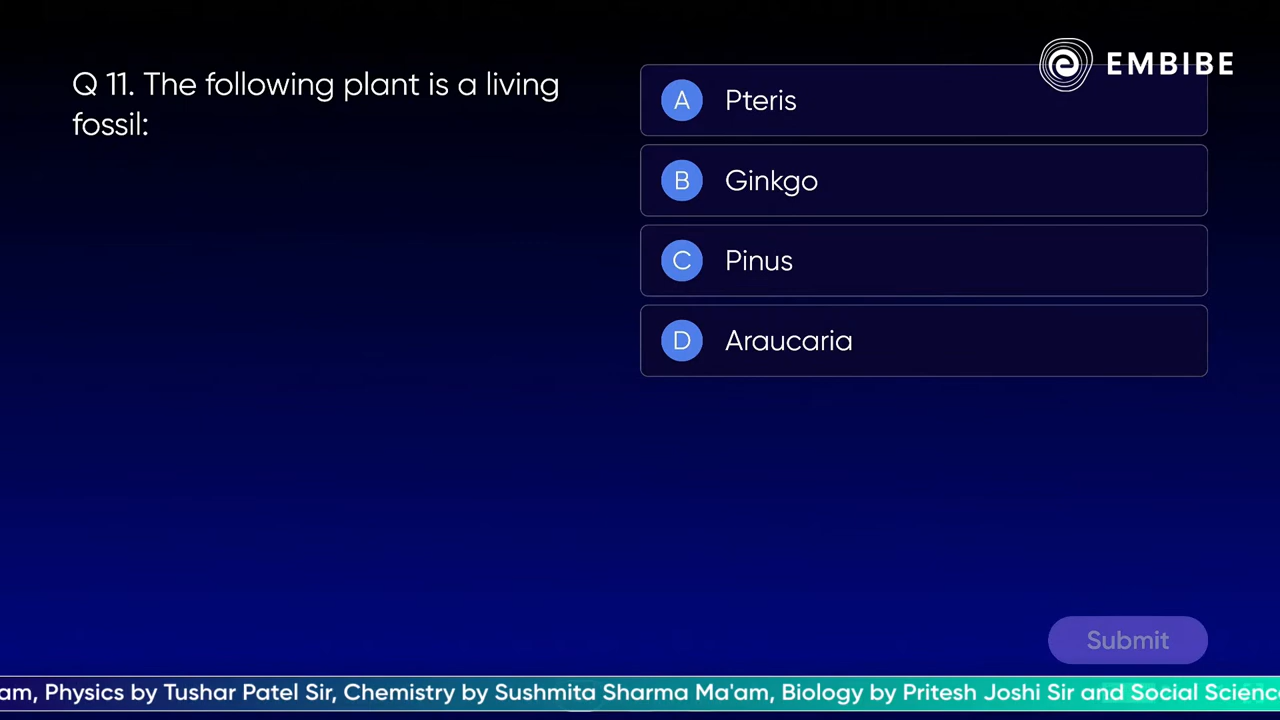 EMBIBE
Q 11. The following plant is a living
fossil:
A Pteris
B Ginkgo
C Pinus
D Araucaria
Submit
am, Physics by Tushar Patel Sir, Chemistry by Sushmita Sharma Ma'am, Biology by Pritesh Joshi Sir and Social Scienc